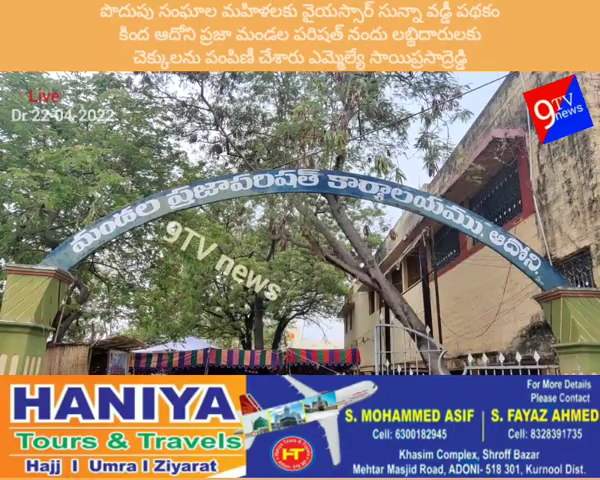 పొదుపు సంఘాల మహిళలకు వైయస్సార్ సున్నా వడ్డీ పథకం
కింద ఆదోని ప్రజా మండల పరిషత్ నందు లబ్ధిదారులకు
చెక్కులను పంపిణీ చేశారు ఎమ్మెల్యే సాయిప్రసాద్రెడ్డి
Live
Dr 22-04-2022
9TV news
మండల ప్రజాపరిషత్ కార్యాలయము, ఆదోని.
9TV news
HANIYA
Tours & Travels
Hajj I Umra I Ziyarat
HT
For More Details
Please Contact
S. MOHAMMED ASIF
Cell: 6300182945
S. FAYAZ AHMED
Cell: 8328391735
Khasim Complex, Shroff Bazar
Mehtar Masjid Road, ADONI- 518 301, Kurnool Dist.